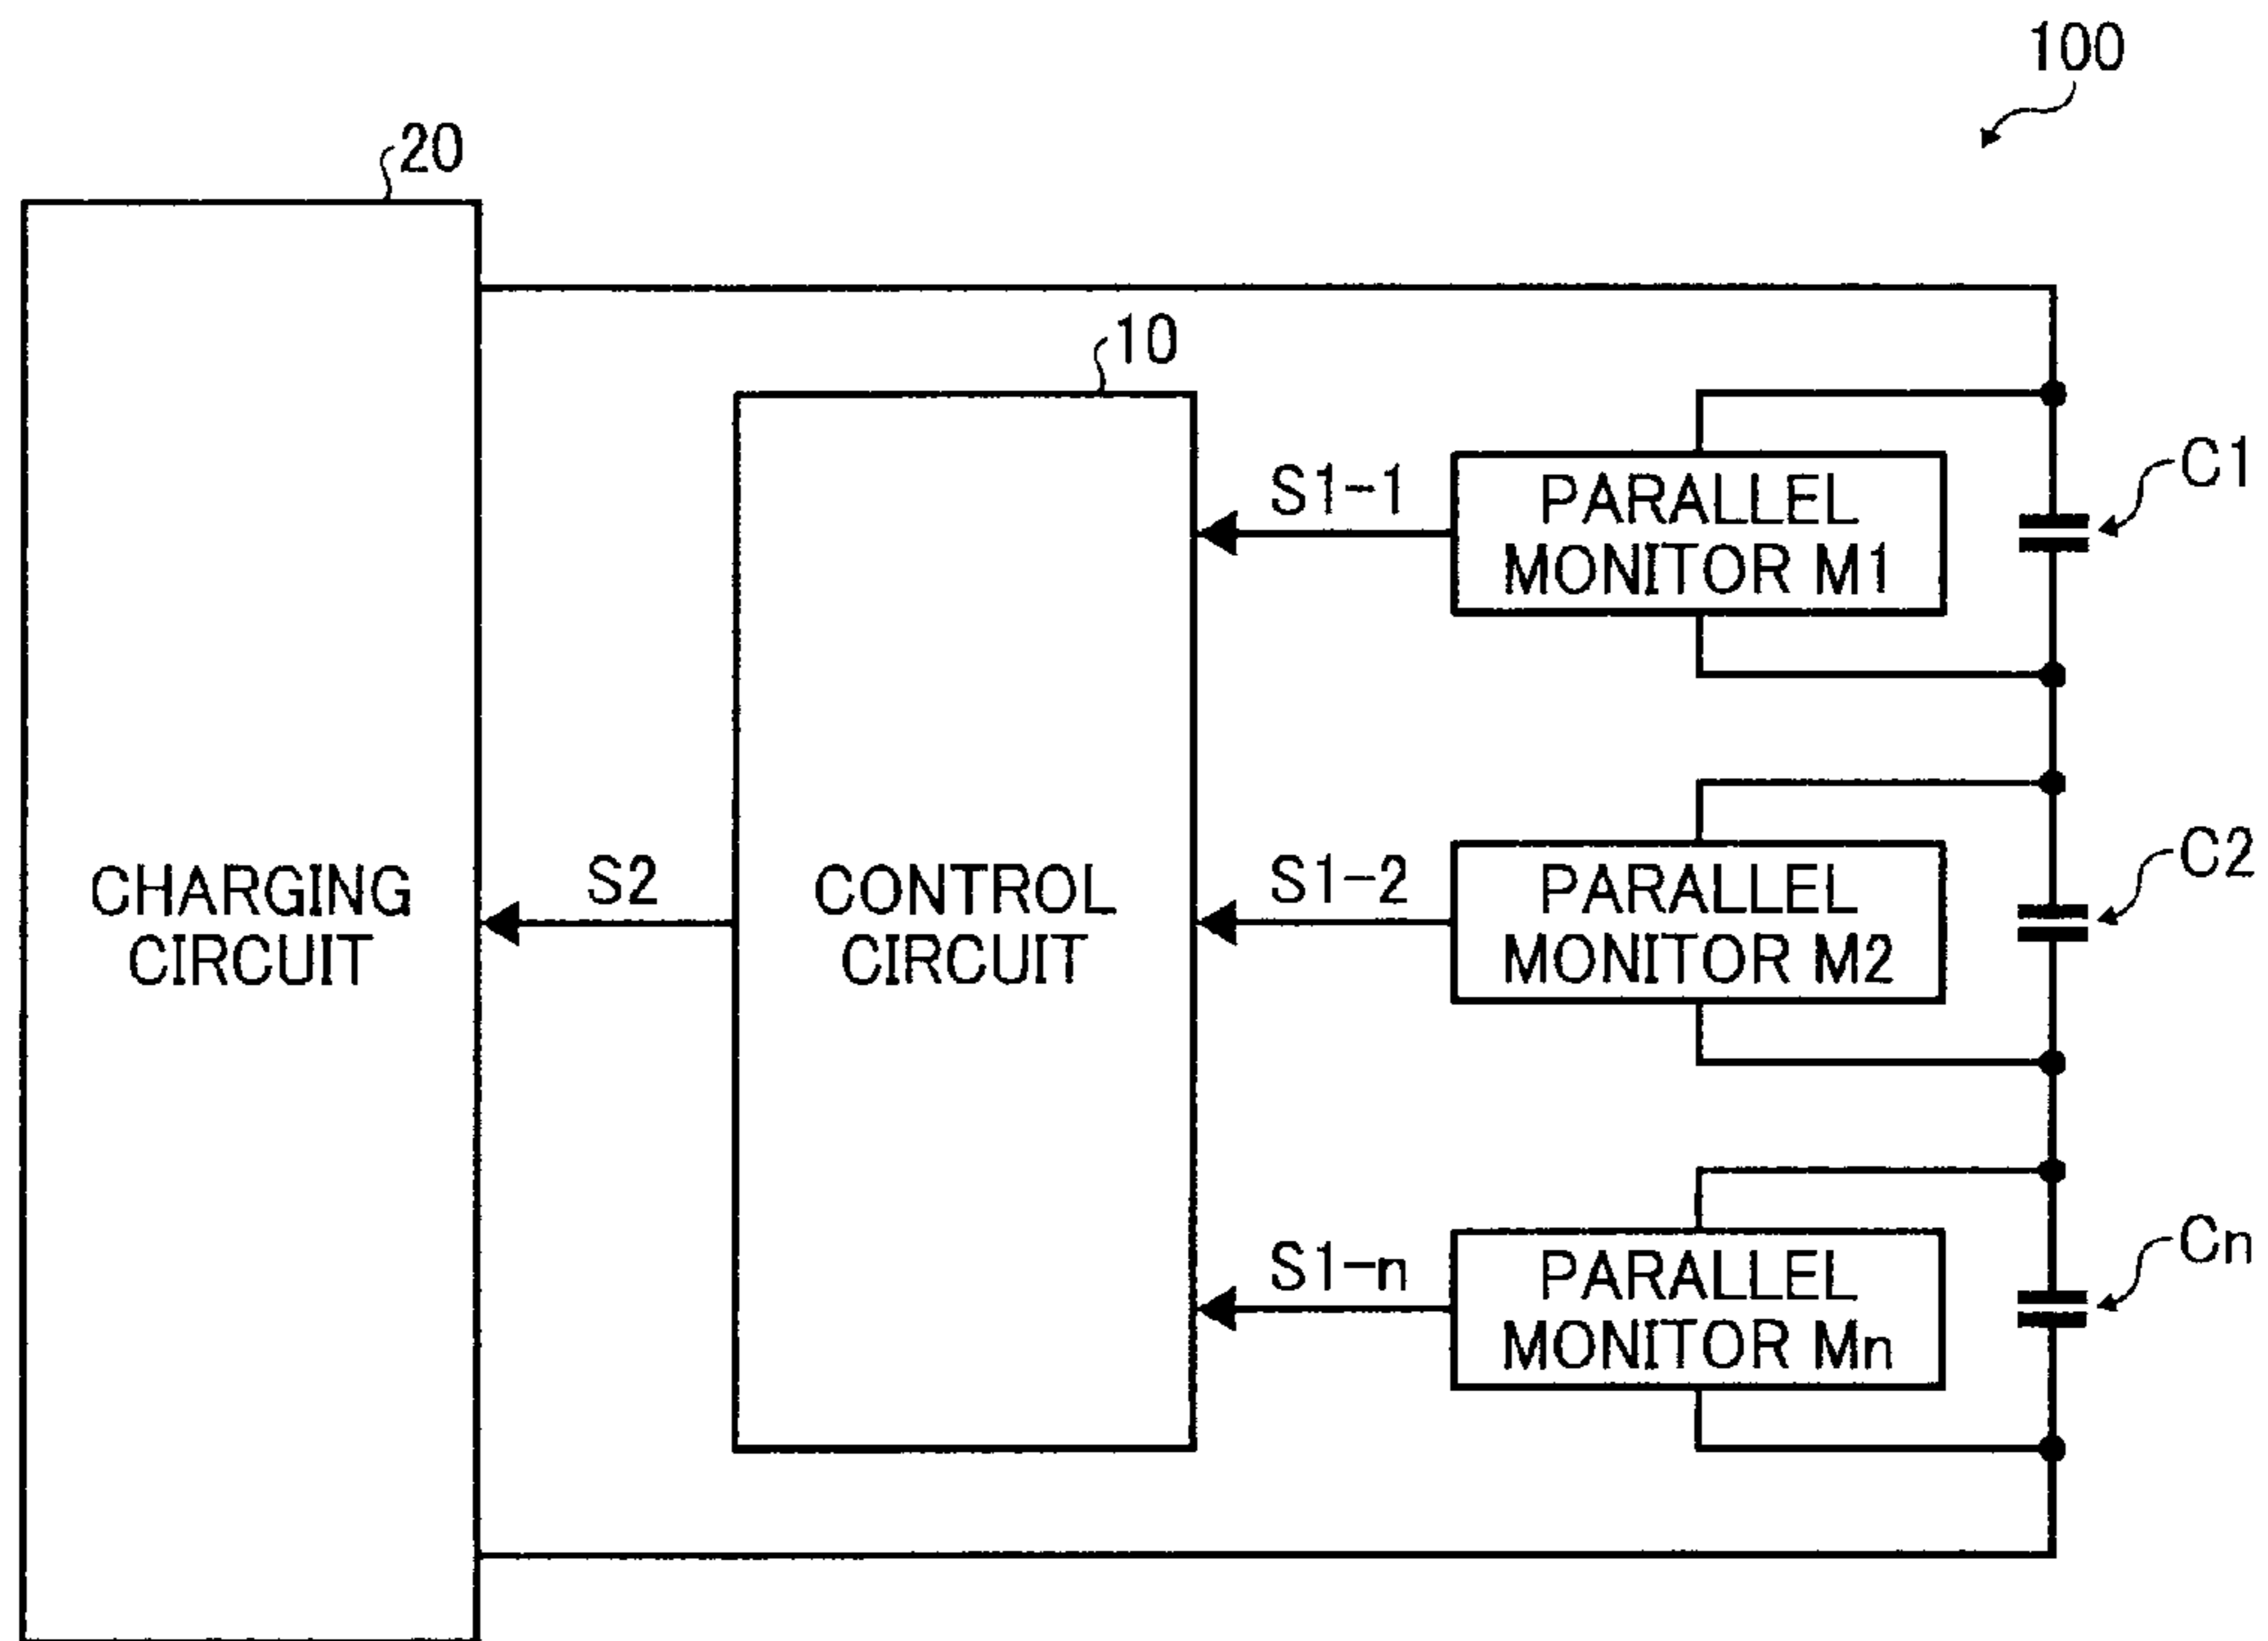 100
20
10
S1-1
PARALLEL
MONITOR M1
C1
CHARGING
CIRCUIT
S2
CONTROL
CIRCUIT
S1-2
PARALLEL
MONITOR M2
C2
S1-n
PARALLEL
MONITOR Mn
Cn